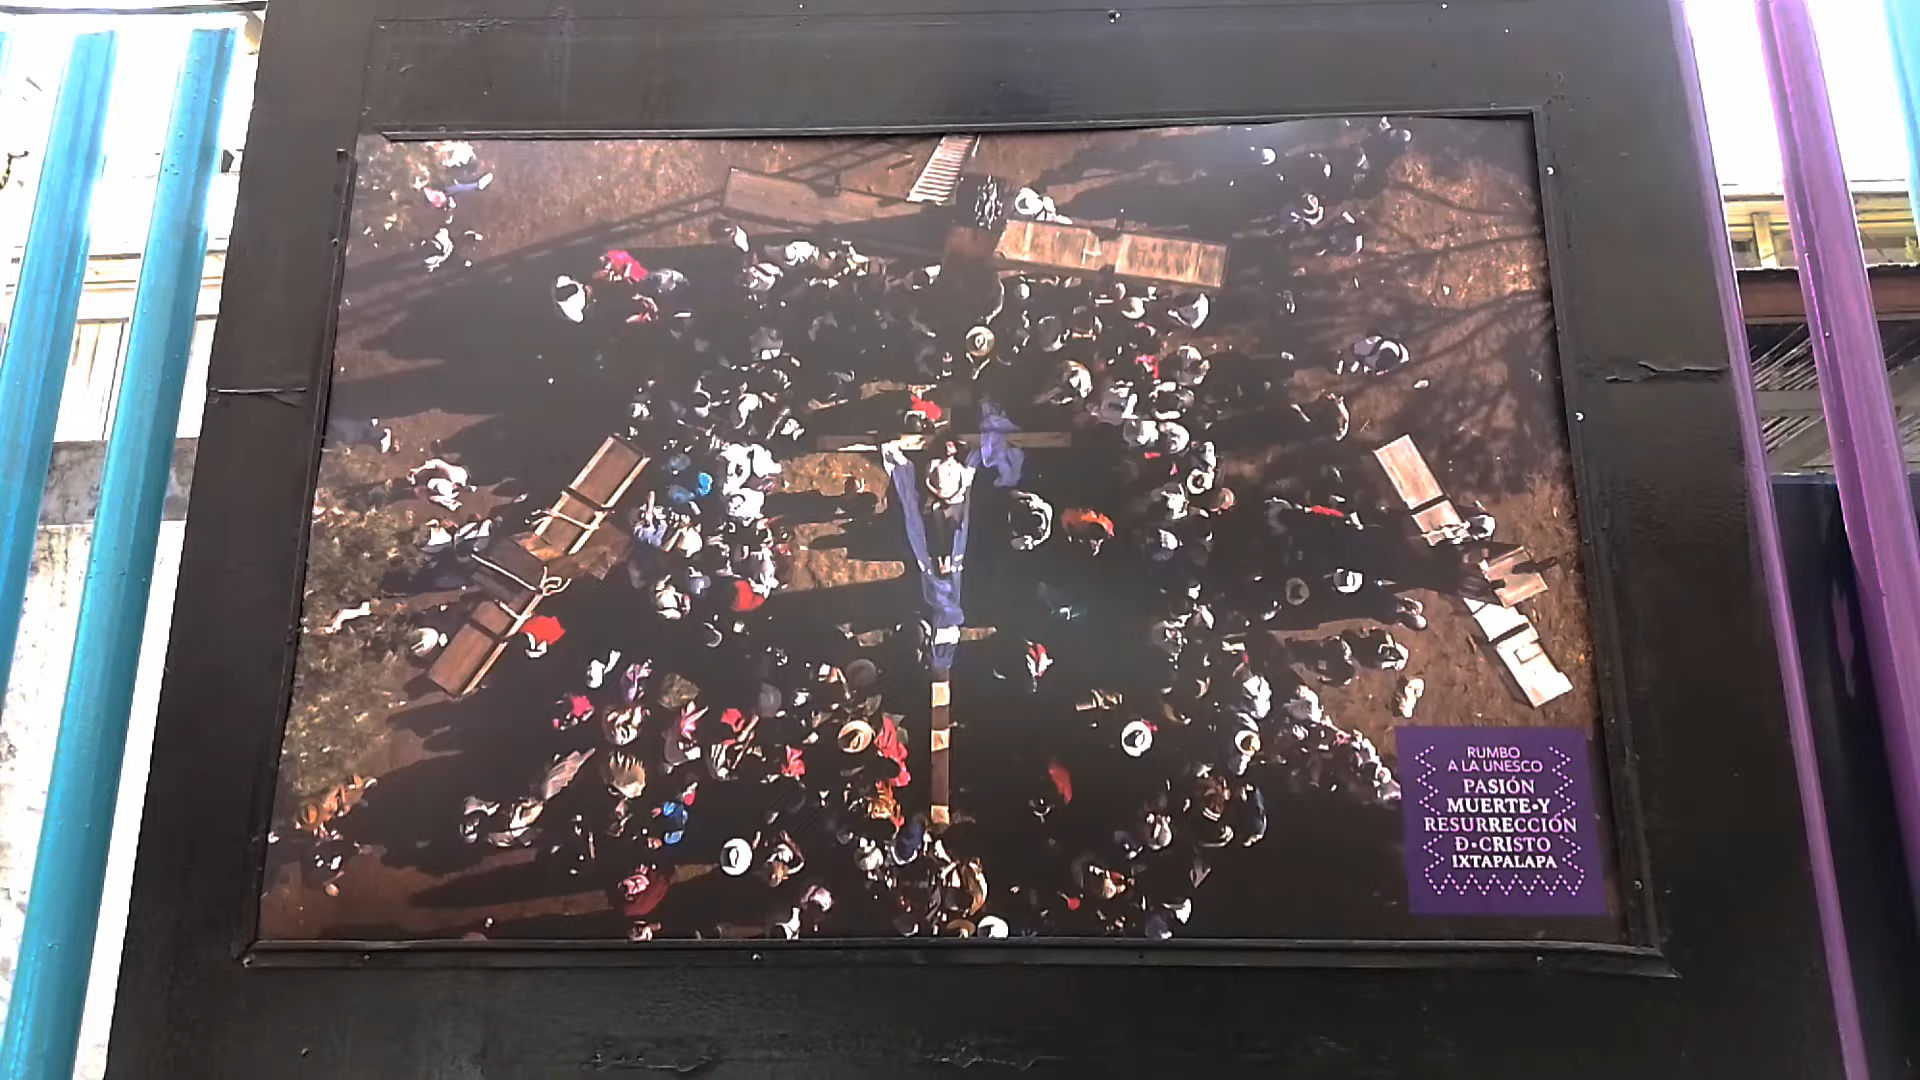 RUMBO
A LA UNESCO
PASIÓN
MUERTE•Y
RESURRECCIÓN
Đ•CRISTO
IXTAPALAPA